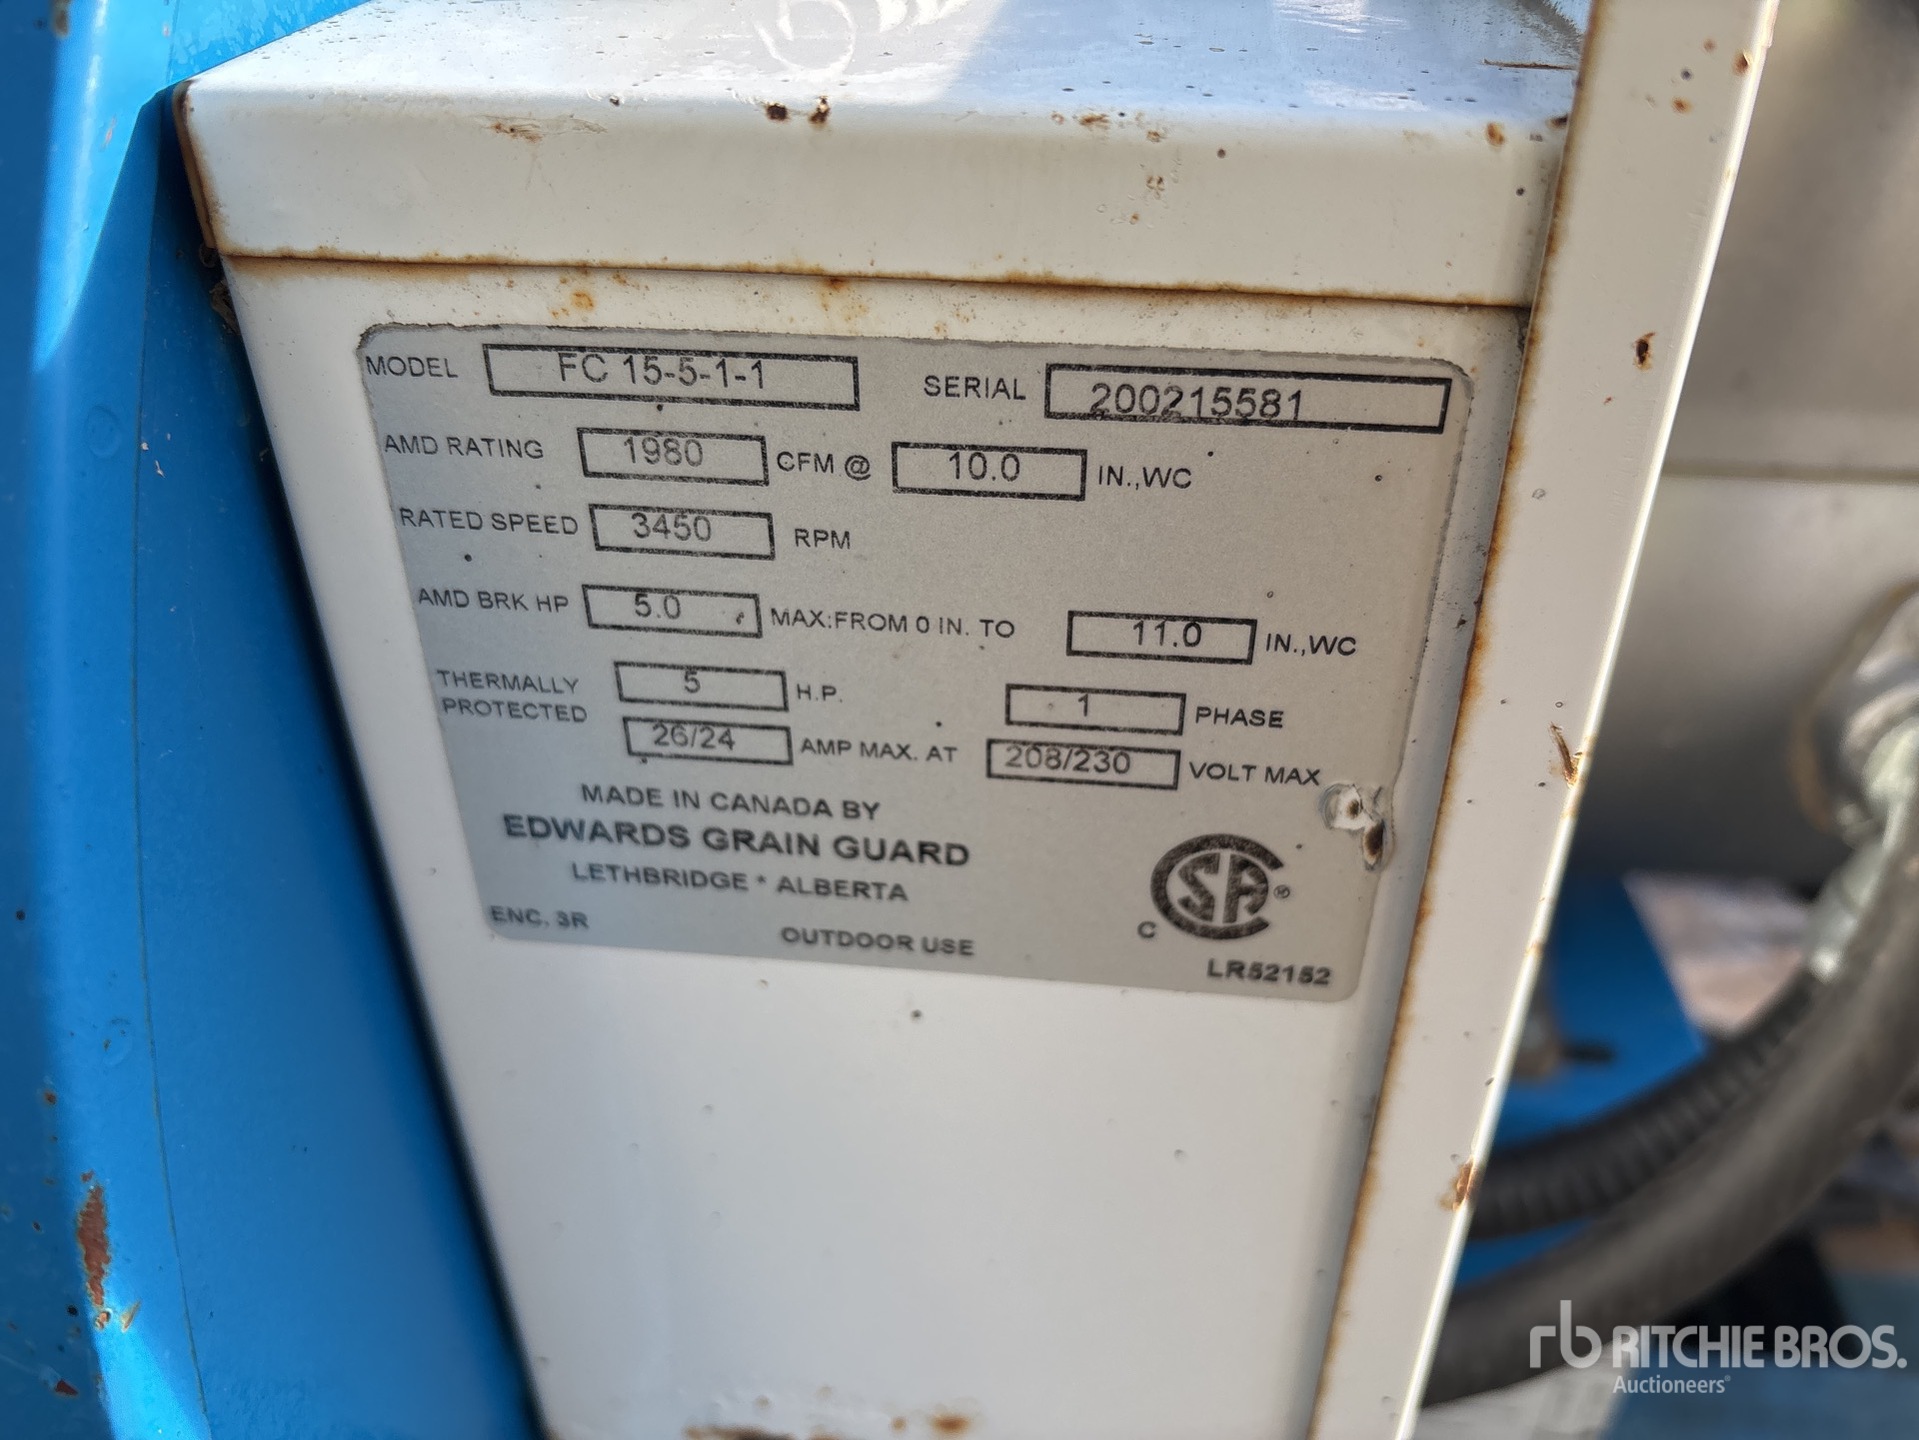 MODEL FC 15-5-1-1 SERIAL 200215581
AMD RATING 1980 CFM @ 10.0 IN.,WC
RATED SPEED 3450 RPM
AMD BRK HP 5.0 MAX:FROM 0 IN. TO 11.0 IN.,WC
THERMALLY PROTECTED 5 H.P. 1 PHASE
26/24 AMP MAX. AT 208/230 VOLT MAX
MADE IN CANADA BY
EDWARDS GRAIN GUARD
LETHBRIDGE * ALBERTA
ENC. 3R OUTDOOR USE
C SA ®
LR52152
rb RITCHIE BROS.
Auctioneers®